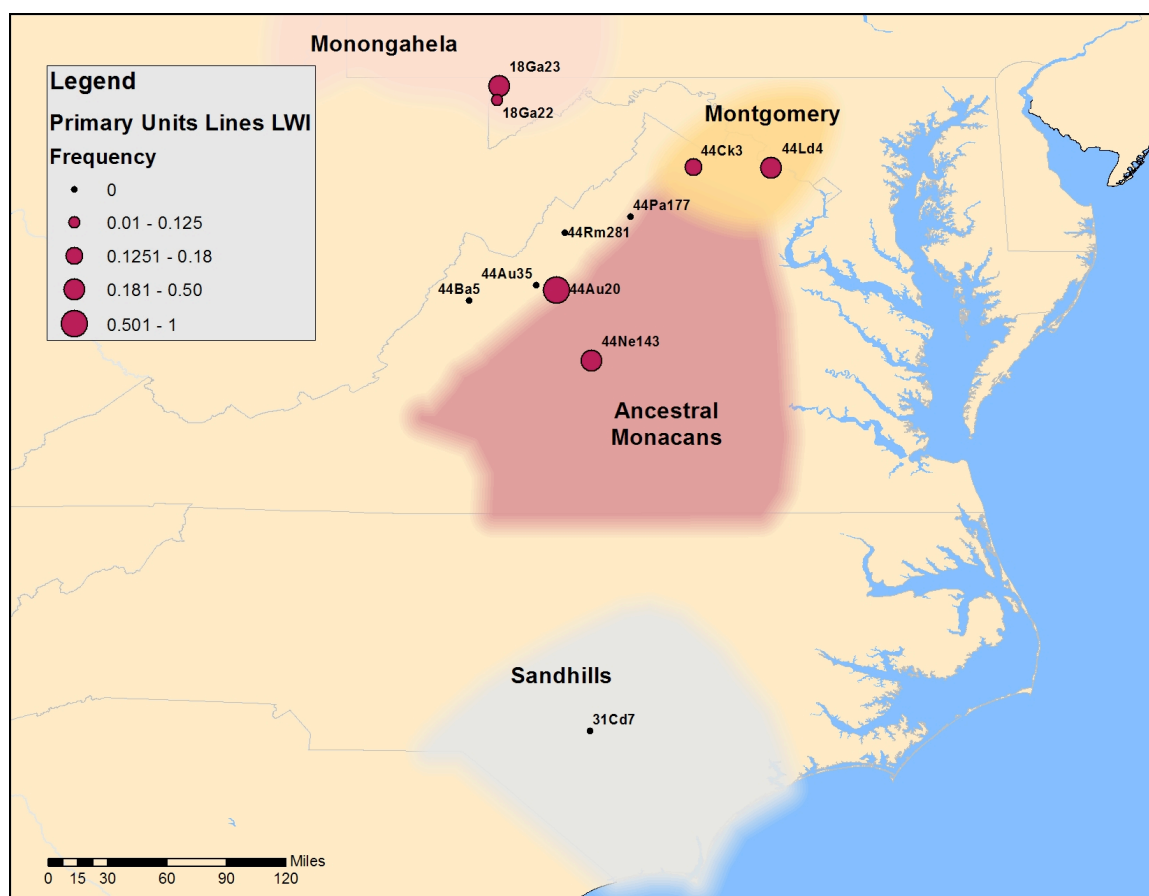 Monongahela
Legend
Primary Units Lines LWI
Frequency
0
0.01 - 0.125
0.1251 - 0.18
0.181 - 0.50
0.501 - 1
18Ga23
18Ga22
Montgomery
44Ck3
44Ld4
44Pa177
44Rm281
44Au35
44Ba5
44Au20
44Ne143
Ancestral
Monacans
Sandhills
31Cd7
Miles
0 15 30 60 90 120